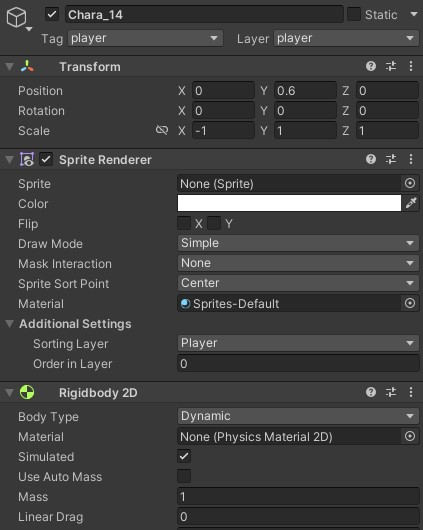 Chara_14 Static
Tag player Layer player
Transform
Position X 0 Y 0.6 Z 0
Rotation X 0 Y 0 Z 0
Scale X -1 Y 1 Z 1
Sprite Renderer
Sprite None (Sprite)
Color
Flip X Y
Draw Mode Simple
Mask Interaction None
Sprite Sort Point Center
Material Sprites-Default
Additional Settings
Sorting Layer Player
Order in Layer 0
Rigidbody 2D
Body Type Dynamic
Material None (Physics Material 2D)
Simulated
Use Auto Mass
Mass 1
Linear Drag 0